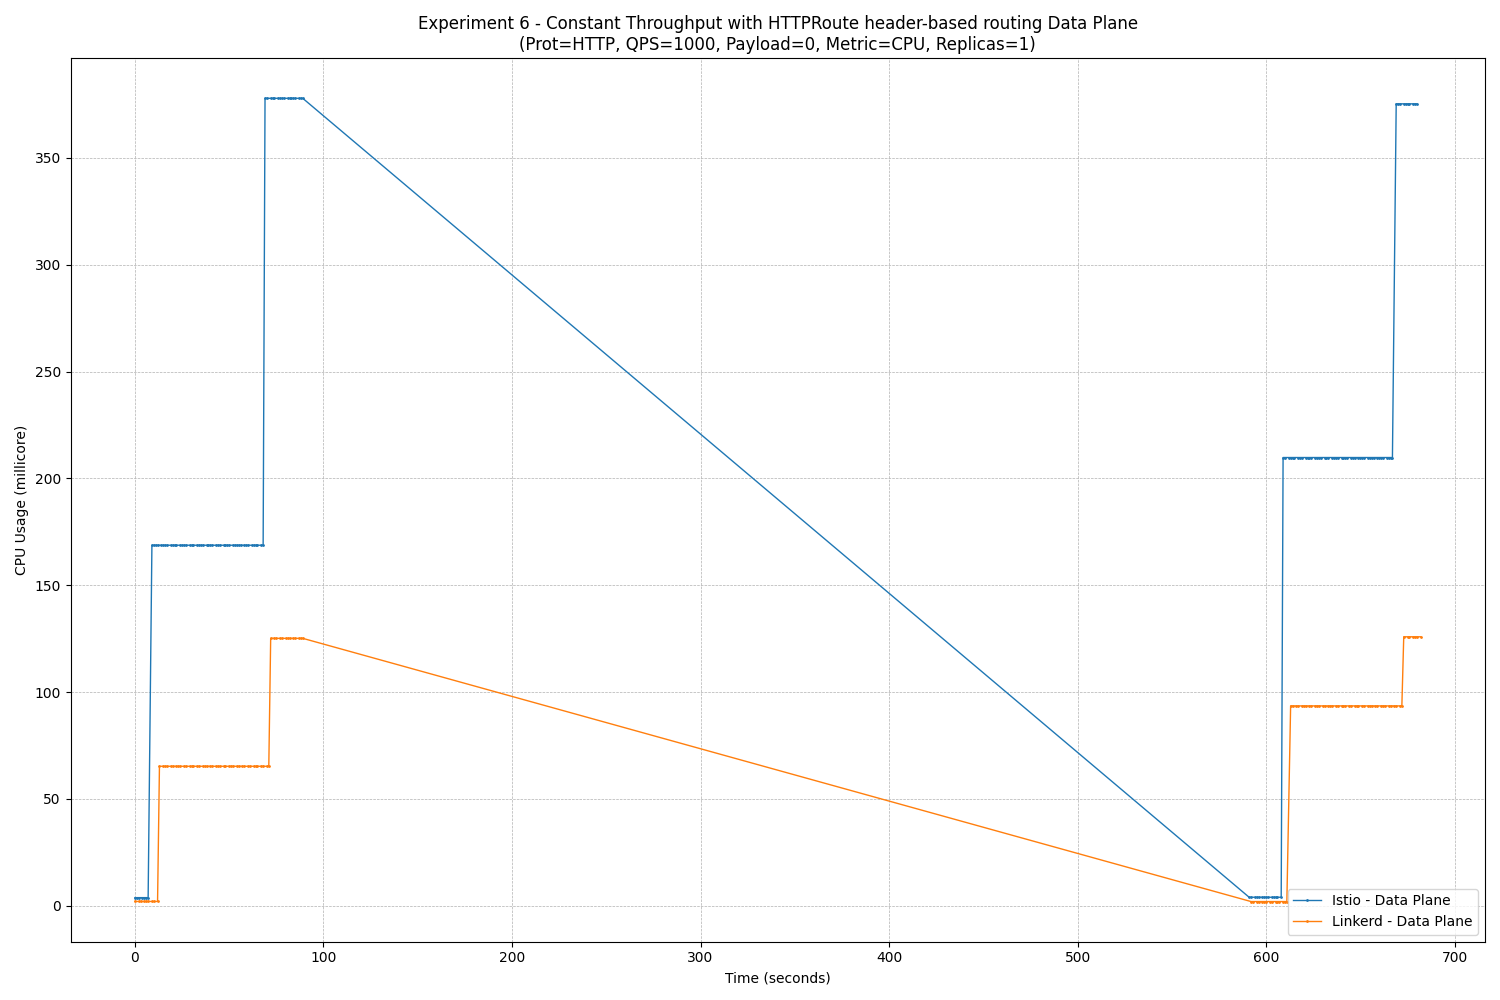 Experiment 6 - Constant Throughput with HTTPRoute header-based routing Data Plane
(Prot=HTTP, QPS=1000, Payload=0, Metric=CPU, Replicas=1)
CPU Usage (millicore)
350
300
250
200
150
100
50
0
0 100 200 300 400 500 600 700
Time (seconds)
Istio - Data Plane
Linkerd - Data Plane